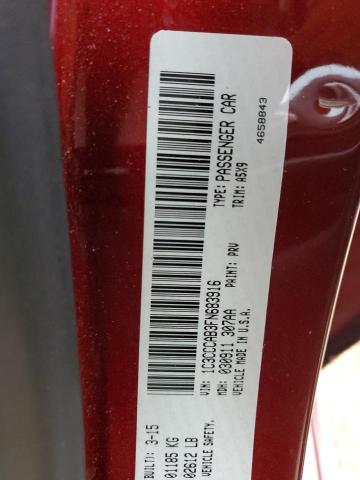 BUILT): 3-15
01185 KG
02612 LB
VEHICLE SAFETY,
VIN: 1C3CCCAB3FN683916 TYPE: PASSENGER CAR
MDH: 030911 307AA PAINT: PRV TRIM: A5X9
VEHICLE MADE IN U.S.A.
4658843